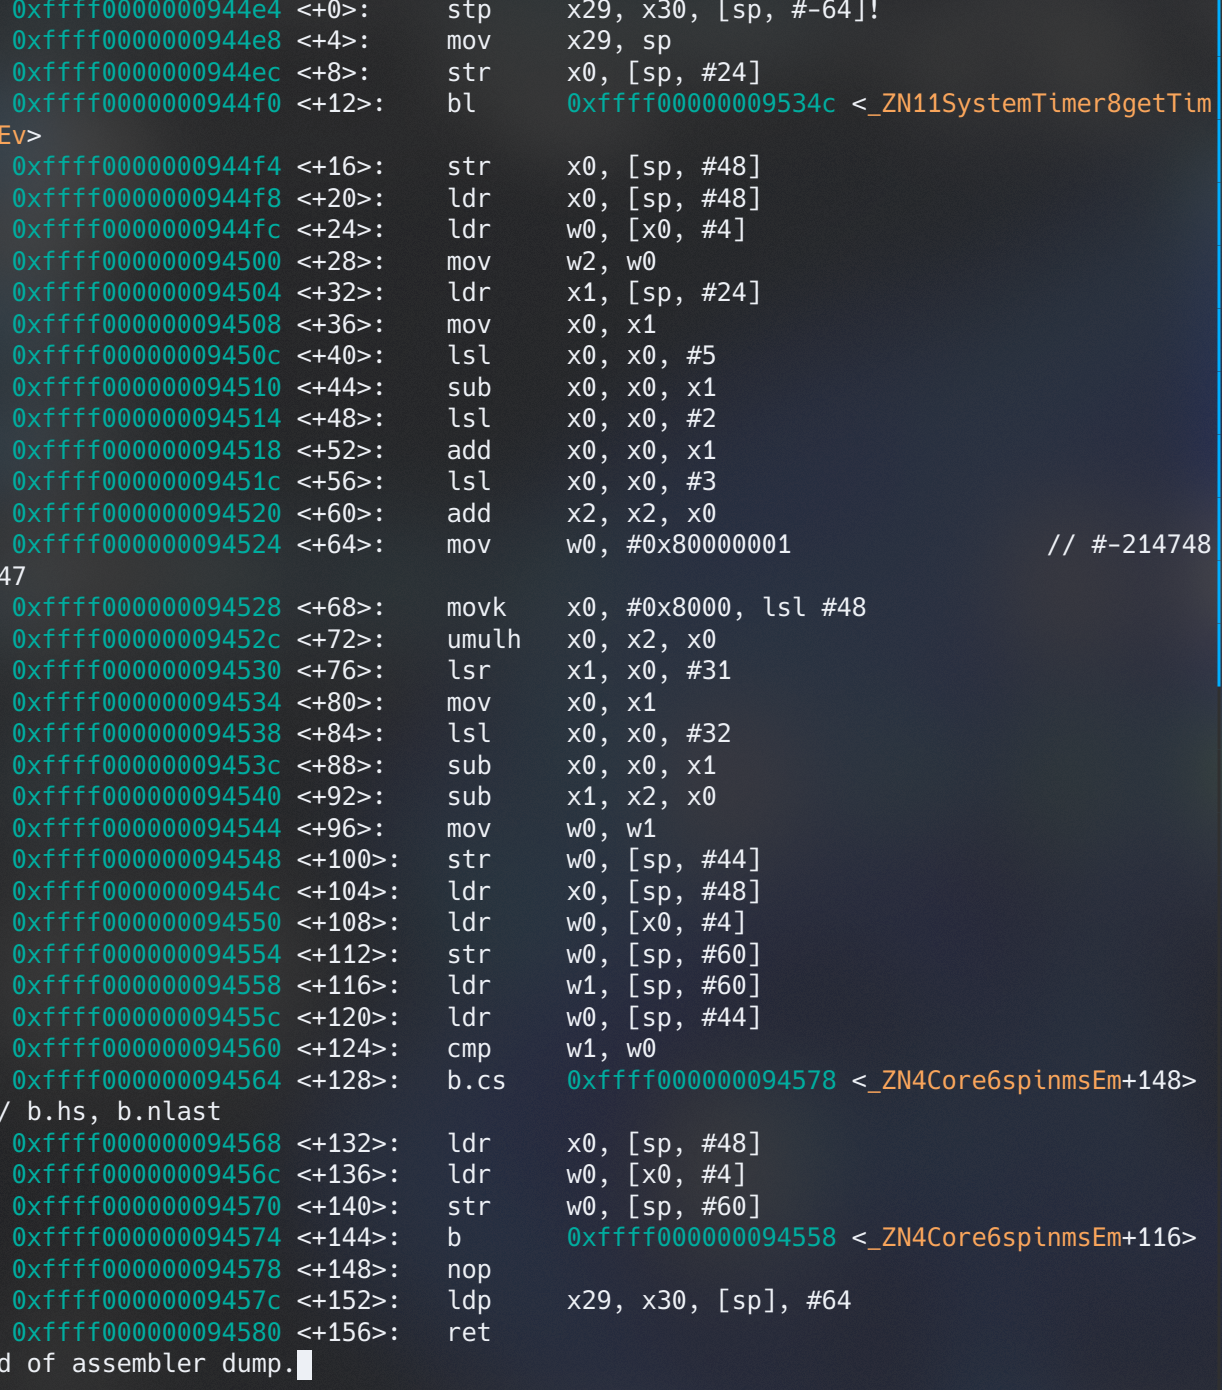 0xffff0000000944e4 <+0>: stp x29, x30, [sp, #-64]!
0xffff0000000944e8 <+4>: mov x29, sp
0xffff0000000944ec <+8>: str x0, [sp, #24]
0xffff0000000944f0 <+12>: bl 0xffff00000009534c <_ZN11SystemTimer8getTim
Ev>
0xffff0000000944f4 <+16>: str x0, [sp, #48]
0xffff0000000944f8 <+20>: ldr x0, [sp, #48]
0xffff0000000944fc <+24>: ldr w0, [x0, #4]
0xffff000000094500 <+28>: mov w2, w0
0xffff000000094504 <+32>: ldr x1, [sp, #24]
0xffff000000094508 <+36>: mov x0, x1
0xffff00000009450c <+40>: lsl x0, x0, #5
0xffff000000094510 <+44>: sub x0, x0, x1
0xffff000000094514 <+48>: lsl x0, x0, #2
0xffff000000094518 <+52>: add x0, x0, x1
0xffff00000009451c <+56>: lsl x0, x0, #3
0xffff000000094520 <+60>: add x2, x2, x0
0xffff000000094524 <+64>: mov w0, #0x80000001 // #-214748
47
0xffff000000094528 <+68>: movk x0, #0x8000, lsl #48
0xffff00000009452c <+72>: umulh x0, x2, x0
0xffff000000094530 <+76>: lsr x1, x0, #31
0xffff000000094534 <+80>: mov x0, x1
0xffff000000094538 <+84>: lsl x0, x0, #32
0xffff00000009453c <+88>: sub x0, x0, x1
0xffff000000094540 <+92>: sub x1, x2, x0
0xffff000000094544 <+96>: mov w0, w1
0xffff000000094548 <+100>: str w0, [sp, #44]
0xffff00000009454c <+104>: ldr x0, [sp, #48]
0xffff000000094550 <+108>: ldr w0, [x0, #4]
0xffff000000094554 <+112>: str w0, [sp, #60]
0xffff000000094558 <+116>: ldr w1, [sp, #60]
0xffff00000009455c <+120>: ldr w0, [sp, #44]
0xffff000000094560 <+124>: cmp w1, w0
0xffff000000094564 <+128>: b.cs 0xffff000000094578 <_ZN4Core6spinmsEm+148>
/ b.hs, b.nlast
0xffff000000094568 <+132>: ldr x0, [sp, #48]
0xffff00000009456c <+136>: ldr w0, [x0, #4]
0xffff000000094570 <+140>: str w0, [sp, #60]
0xffff000000094574 <+144>: b 0xffff000000094558 <_ZN4Core6spinmsEm+116>
0xffff000000094578 <+148>: nop
0xffff00000009457c <+152>: ldp x29, x30, [sp], #64
0xffff000000094580 <+156>: ret
d of assembler dump.